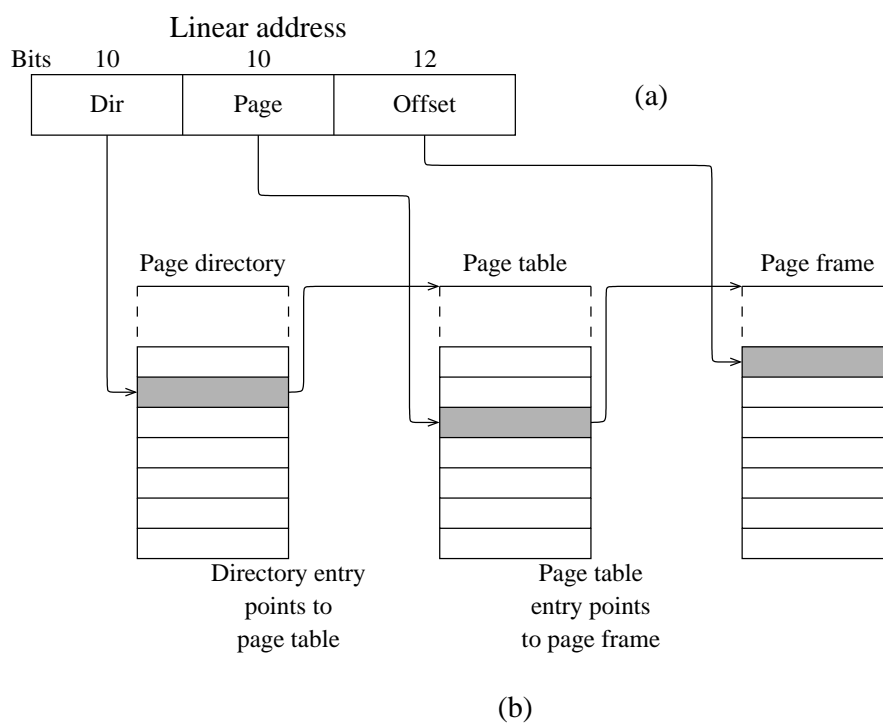 Linear address
Bits 10 10 12
Dir Page Offset
(a)
Page directory Page table Page frame
Directory entry
points to
page table
Page table
entry points
to page frame
(b)